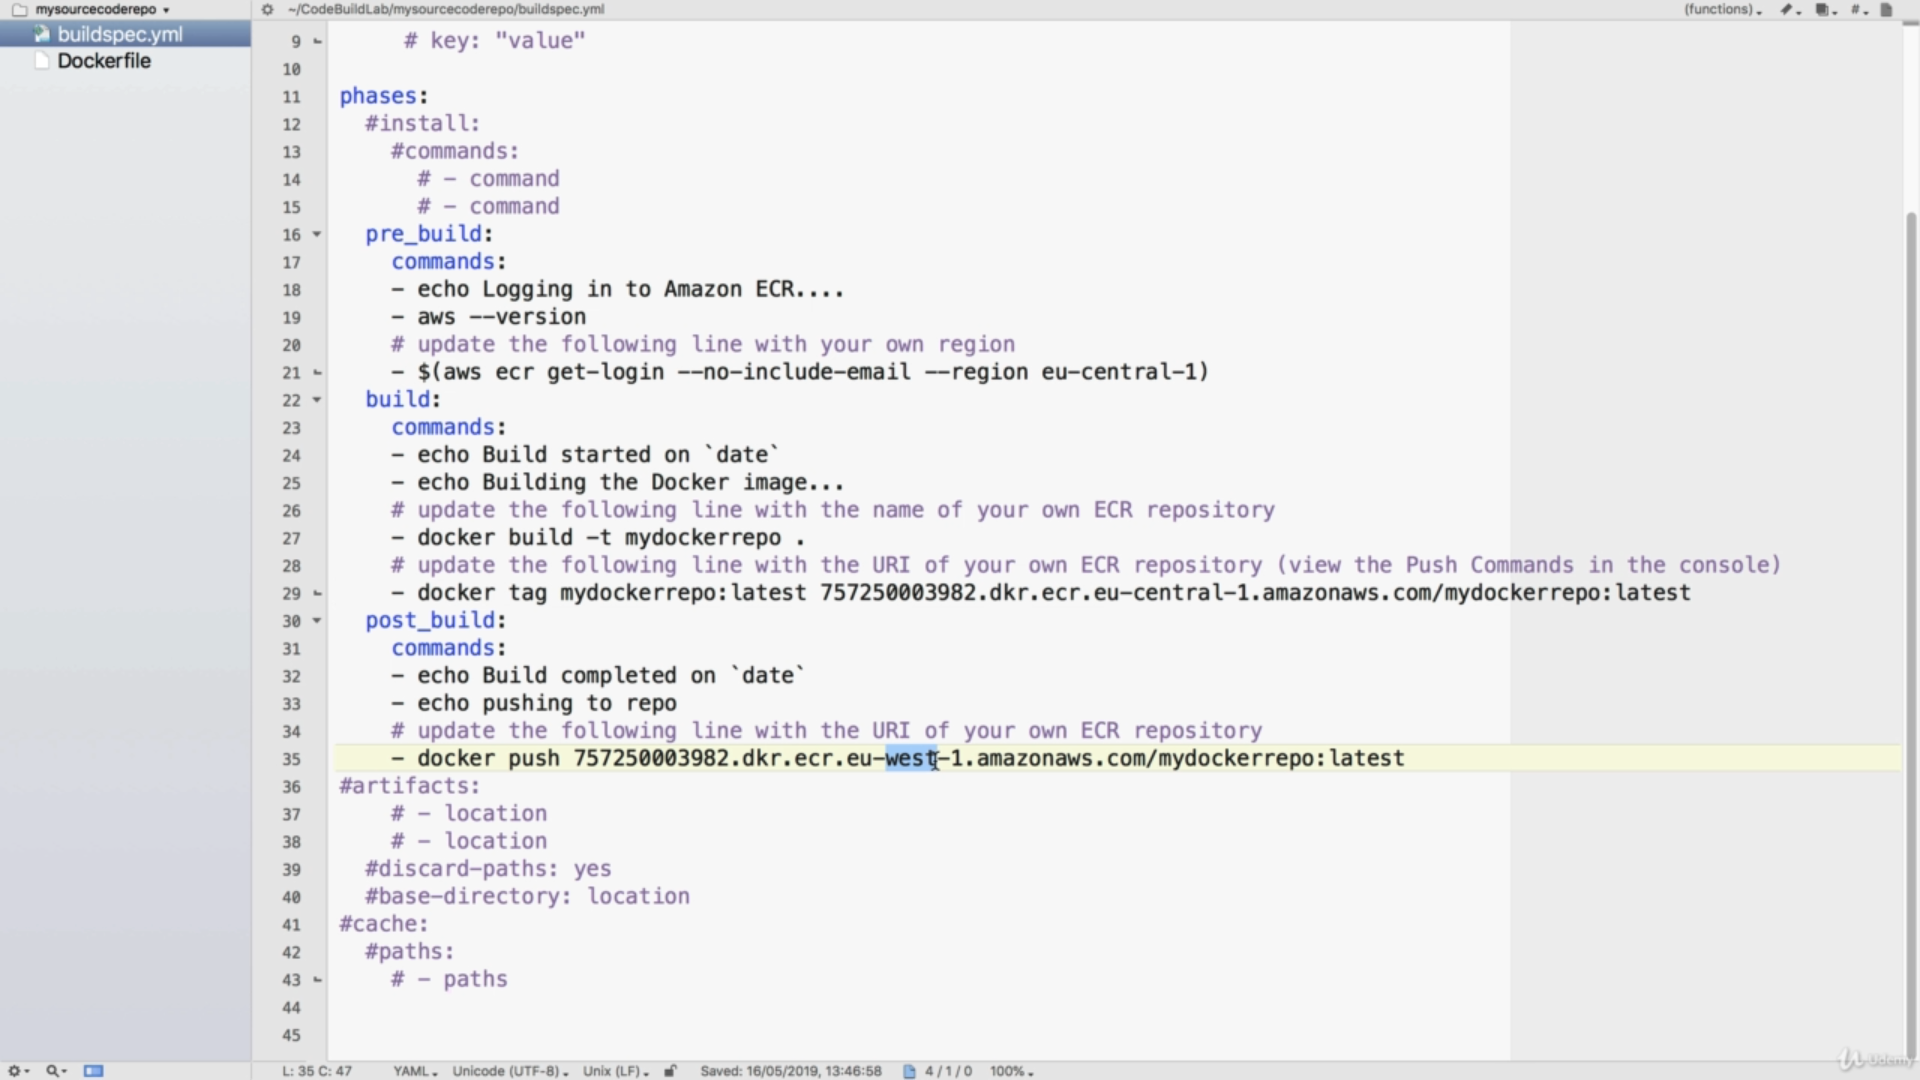 mysourcecoderepo
~/CodeBuildLab/mysourcecoderepo/buildspec.yml
(functions)
#
buildspec.yml
Dockerfile
9 # key: "value"
10
11 phases:
12 #install:
13 #commands:
14 # - command
15 # - command
16 pre_build:
17 commands:
18 - echo Logging in to Amazon ECR....
19 - aws --version
20 # update the following line with your own region
21 - $(aws ecr get-login --no-include-email --region eu-central-1)
22 build:
23 commands:
24 - echo Build started on `date`
25 - echo Building the Docker image...
26 # update the following line with the name of your own ECR repository
27 - docker build -t mydockerrepo .
28 # update the following line with the URI of your own ECR repository (view the Push Commands in the console)
29 - docker tag mydockerrepo:latest 757250003982.dkr.ecr.eu-central-1.amazonaws.com/mydockerrepo:latest
30 post_build:
31 commands:
32 - echo Build completed on `date`
33 - echo pushing to repo
34 # update the following line with the URI of your own ECR repository
35 - docker push 757250003982.dkr.ecr.eu-west-1.amazonaws.com/mydockerrepo:latest
36 #artifacts:
37 # - location
38 # - location
39 #discard-paths: yes
40 #base-directory: location
41 #cache:
42 #paths:
43 # - paths
44
45
L: 35 C: 47 YAML Unicode (UTF-8) Unix (LF) Saved: 16/05/2019, 13:46:58 4 / 1 / 0 100%
Udemy